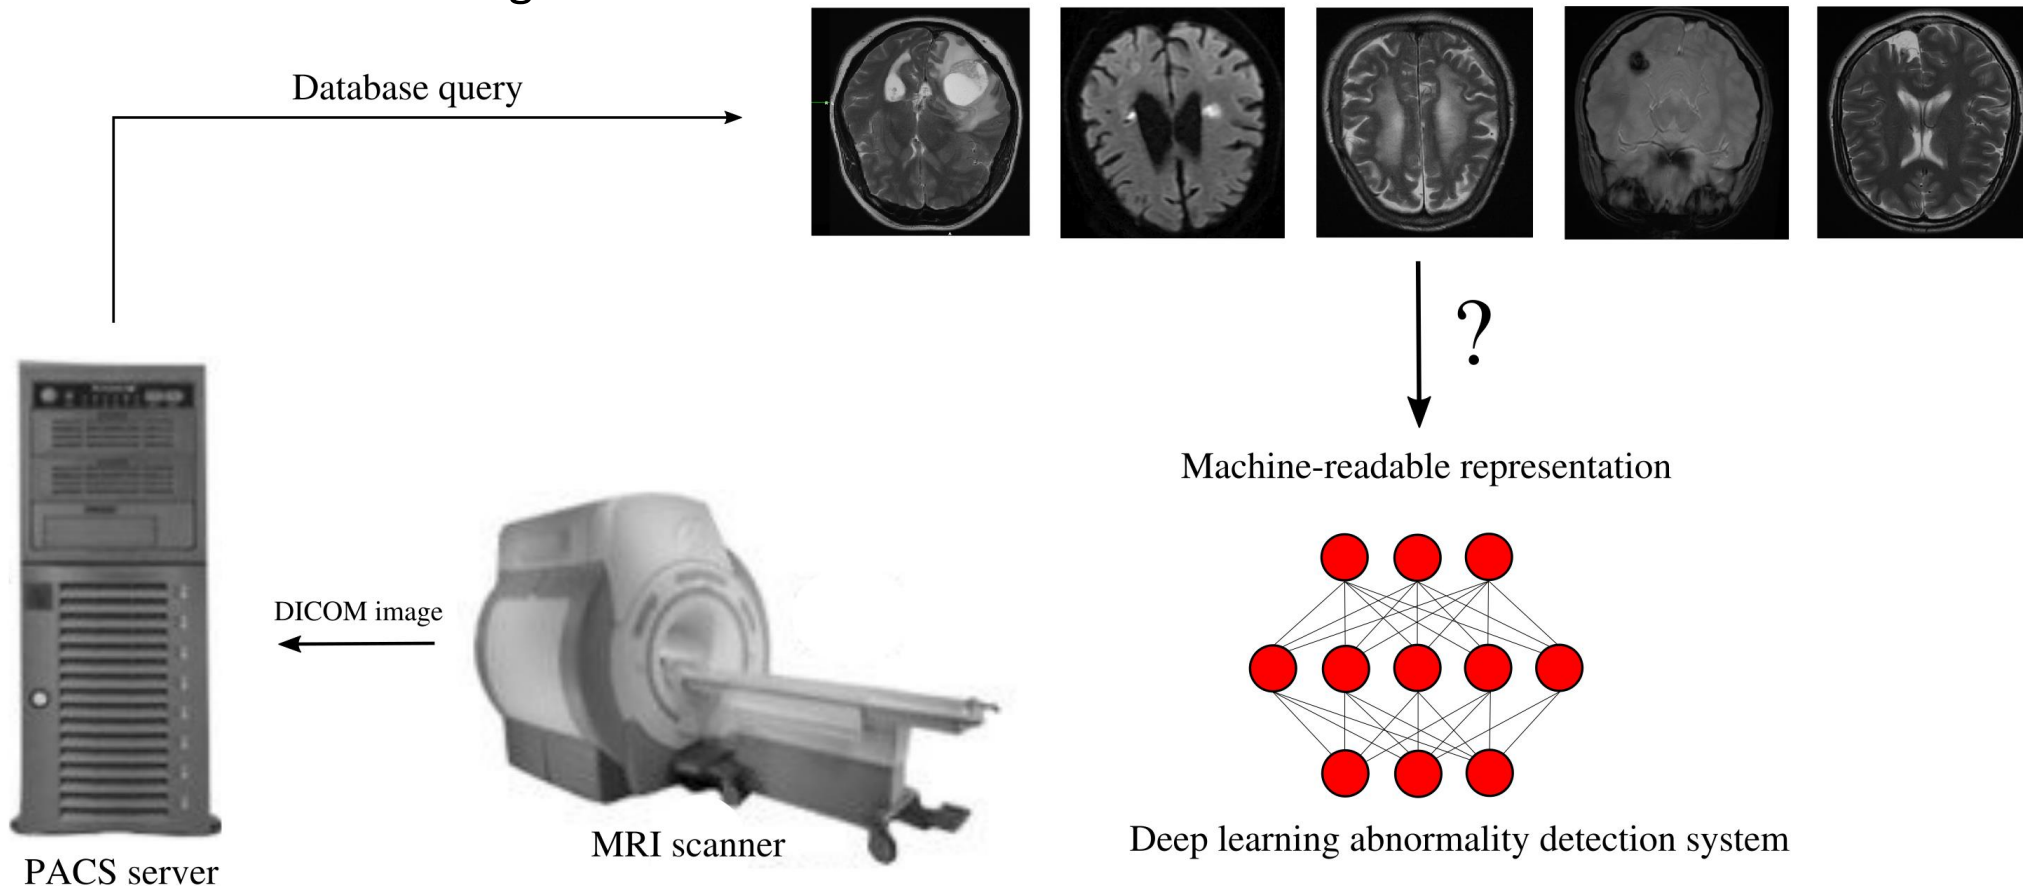 Database query
?
Machine-readable representation
DICOM image
MRI scanner
Deep learning abnormality detection system
PACS server